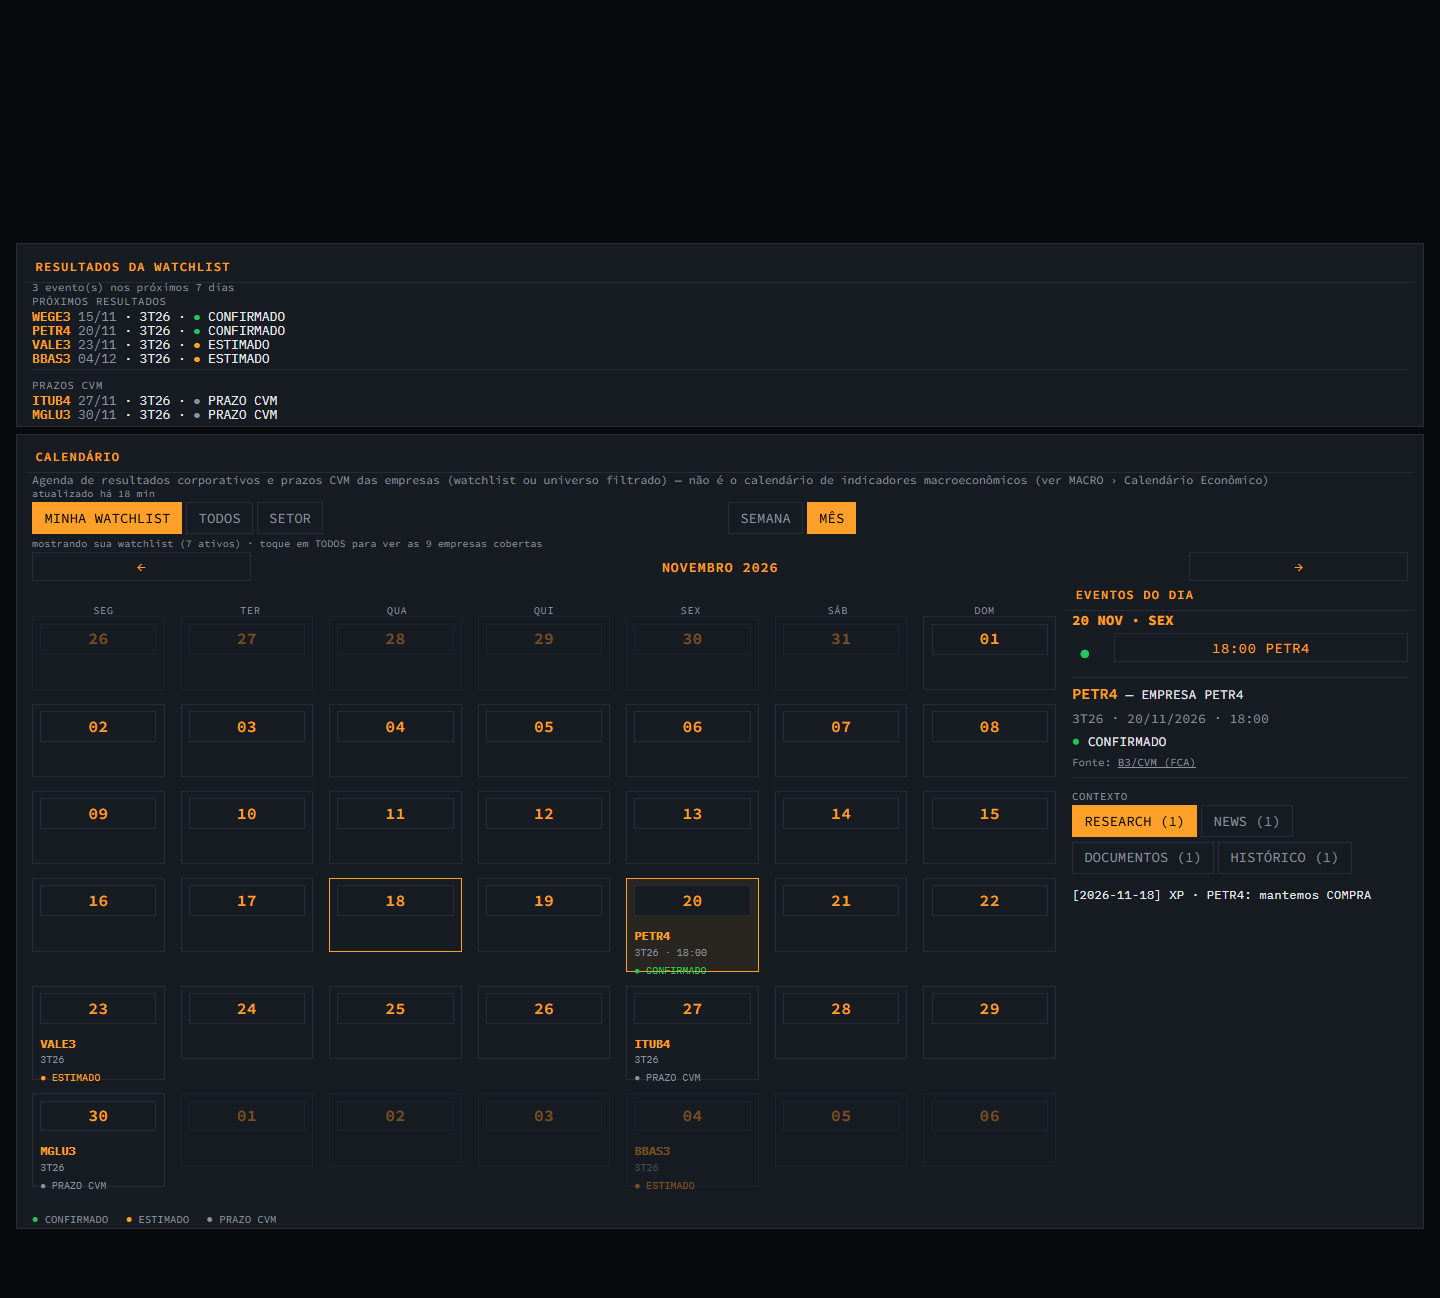 RESULTADOS DA WATCHLIST
3 evento(s) nos próximos 7 dias
PRÓXIMOS RESULTADOS
WEGE3 15/11 · 3T26 · ● CONFIRMADO
PETR4 20/11 · 3T26 · ● CONFIRMADO
VALE3 23/11 · 3T26 · ● ESTIMADO
BBAS3 04/12 · 3T26 · ● ESTIMADO
PRAZOS CVM
ITUB4 27/11 · 3T26 · ● PRAZO CVM
MGLU3 30/11 · 3T26 · ● PRAZO CVM
CALENDÁRIO
Agenda de resultados corporativos e prazos CVM das empresas (watchlist ou universo filtrado) — não é o calendário de indicadores macroeconômicos (ver MACRO › Calendário Econômico)
atualizado há 18 min
MINHA WATCHLIST TODOS SETOR SEMANA MÊS
mostrando sua watchlist (7 ativos) · toque em TODOS para ver as 9 empresas cobertas
← NOVEMBRO 2026 →
SEG TER QUA QUI SEX SÁB DOM
26 27 28 29 30 31 01
02 03 04 05 06 07 08
09 10 11 12 13 14 15
16 17 18 19 20 21 22
PETR4
3T26 · 18:00
● CONFIRMADO
23 24 25 26 27 28 29
VALE3 ITUB4
3T26 3T26
● ESTIMADO ● PRAZO CVM
30 01 02 03 04 05 06
MGLU3 BBAS3
3T26 3T26
● PRAZO CVM ● ESTIMADO
● CONFIRMADO ● ESTIMADO ● PRAZO CVM
EVENTOS DO DIA
20 NOV · SEX
● 18:00 PETR4
PETR4 — EMPRESA PETR4
3T26 · 20/11/2026 · 18:00
● CONFIRMADO
Fonte: B3/CVM (FCA)
CONTEXTO
RESEARCH (1) NEWS (1)
DOCUMENTOS (1) HISTÓRICO (1)
[2026-11-18] XP · PETR4: mantemos COMPRA